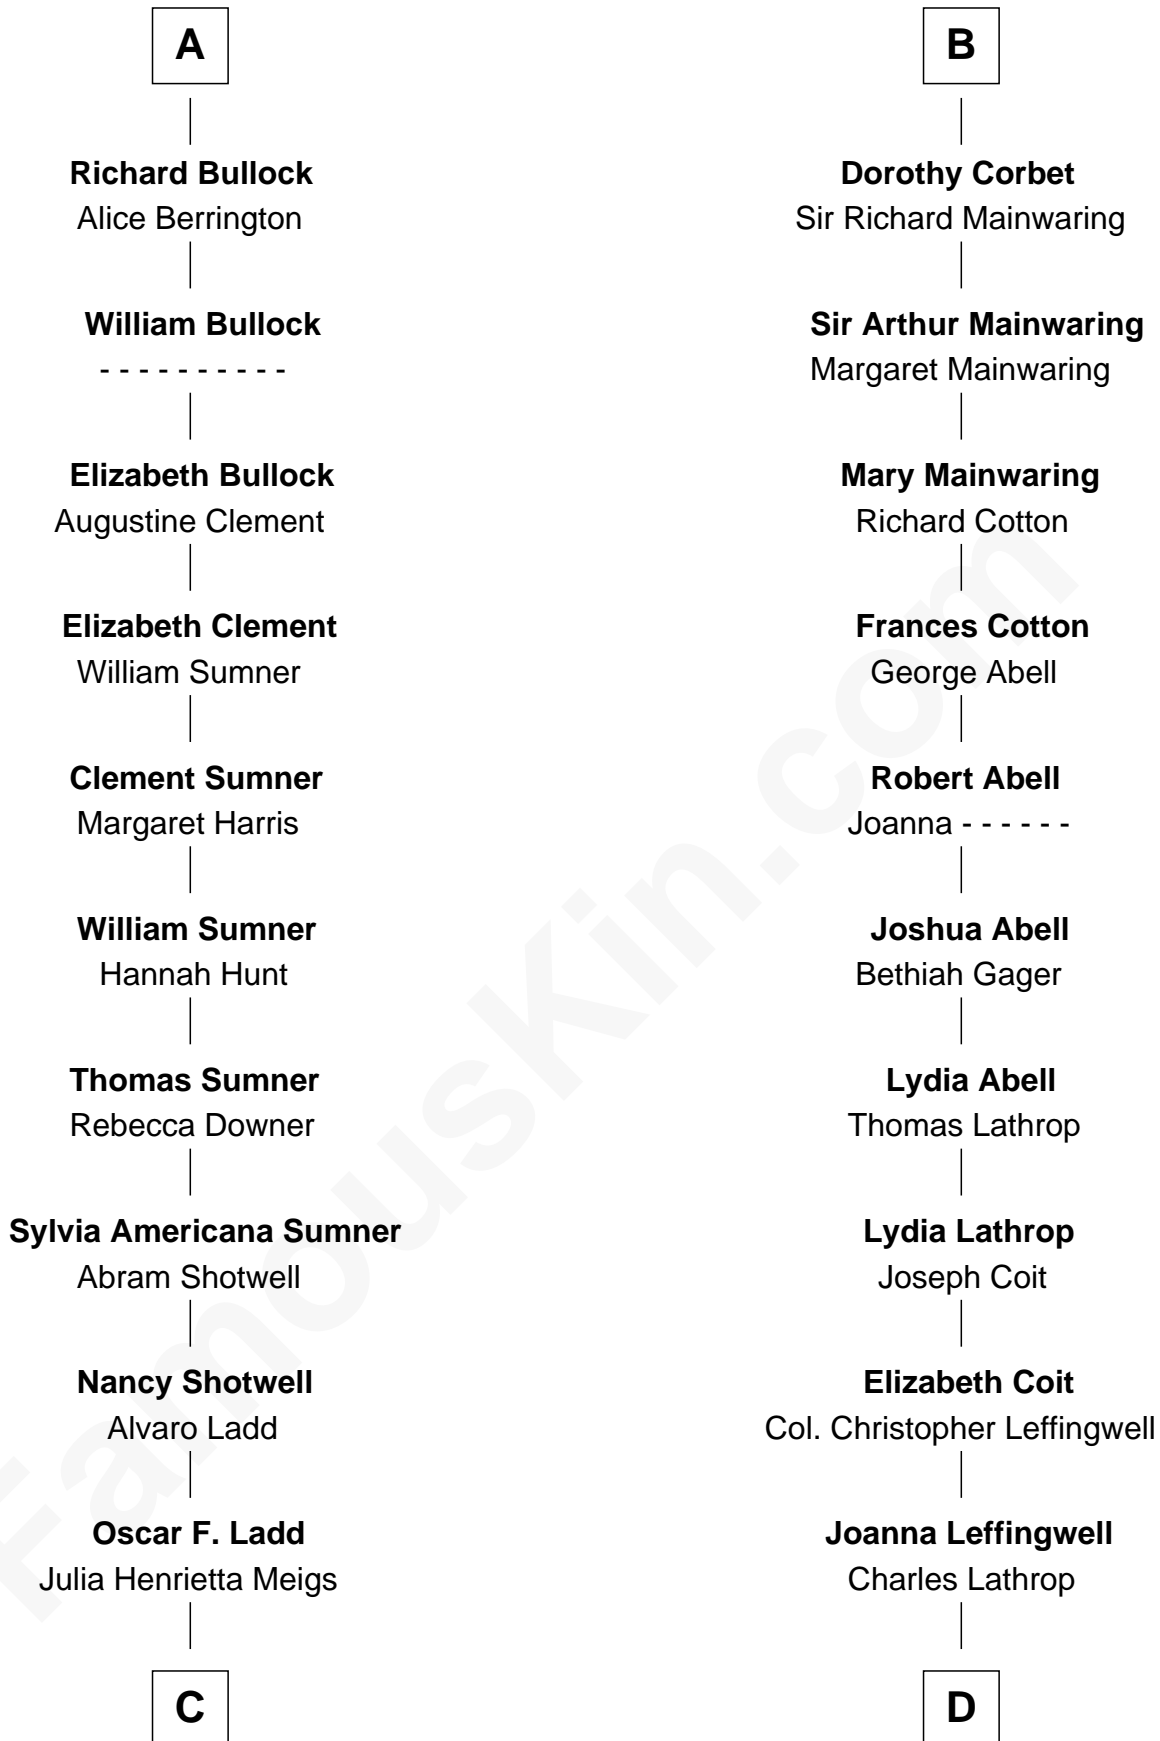 A
Richard Bullock
Alice Berrington
William Bullock
- - - - - - - - - -
Elizabeth Bullock
Augustine Clement
Elizabeth Clement
William Sumner
Clement Sumner
Margaret Harris
William Sumner
Hannah Hunt
Thomas Sumner
Rebecca Downer
Sylvia Americana Sumner
Abram Shotwell
Nancy Shotwell
Alvaro Ladd
Oscar F. Ladd
Julia Henrietta Meigs
C
B
Dorothy Corbet
Sir Richard Mainwaring
Sir Arthur Mainwaring
Margaret Mainwaring
Mary Mainwaring
Richard Cotton
Frances Cotton
George Abell
Robert Abell
Joanna - - - - - -
Joshua Abell
Bethiah Gager
Lydia Abell
Thomas Lathrop
Lydia Lathrop
Joseph Coit
Elizabeth Coit
Col. Christopher Leffingwell
Joanna Leffingwell
Charles Lathrop
D
FamousKin.com